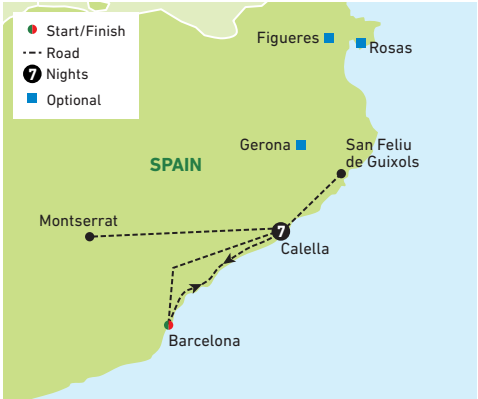 Start/Finish
Road
7 Nights
Optional
Figueres
Rosas
Gerona
San Feliu
de Guixols
SPAIN
Montserrat
7
Calella
Barcelona